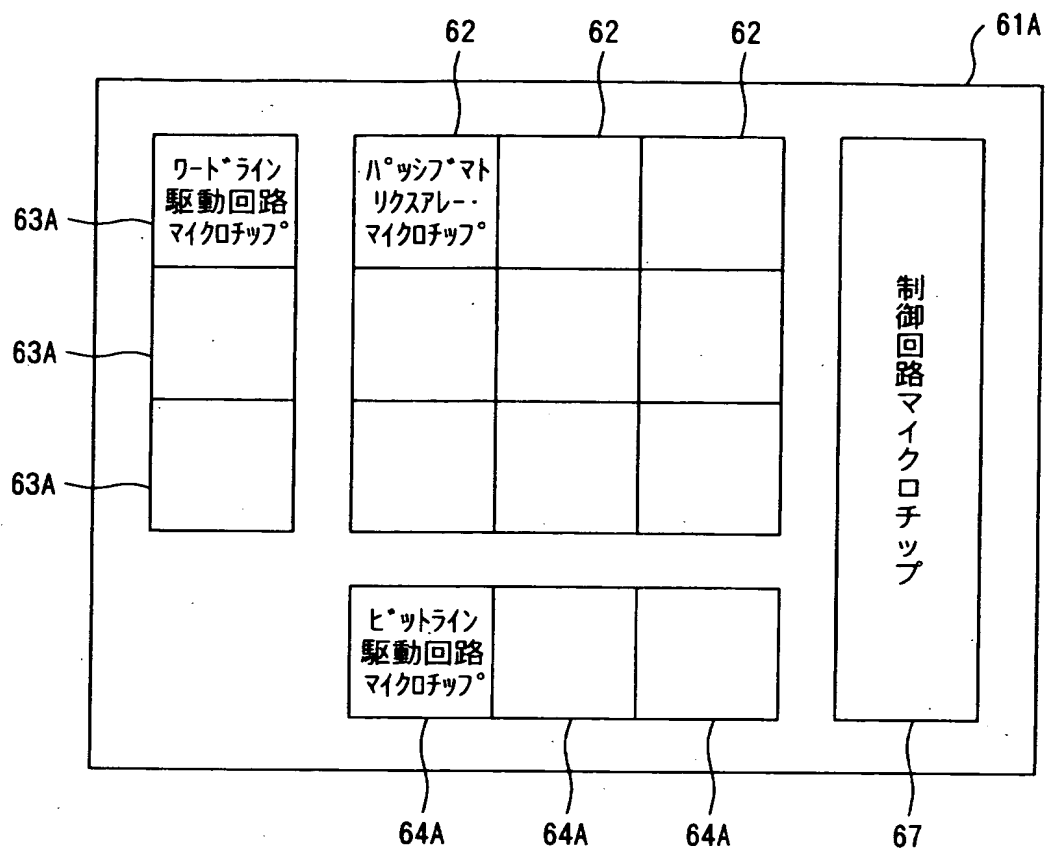 62
62
62
61A
ﾜｰﾄﾞﾗｲﾝ
駆動回路
ﾏｲｸﾛﾁｯﾌﾟ
ﾊﾟｯｼﾌﾞﾏﾄ
ﾘｸｽｱﾚｰ･
ﾏｲｸﾛﾁｯﾌﾟ
63A
63A
63A
制御回路マイクロチップ
ﾋﾞｯﾄﾗｲﾝ
駆動回路
ﾏｲｸﾛﾁｯﾌﾟ
64A
64A
64A
67